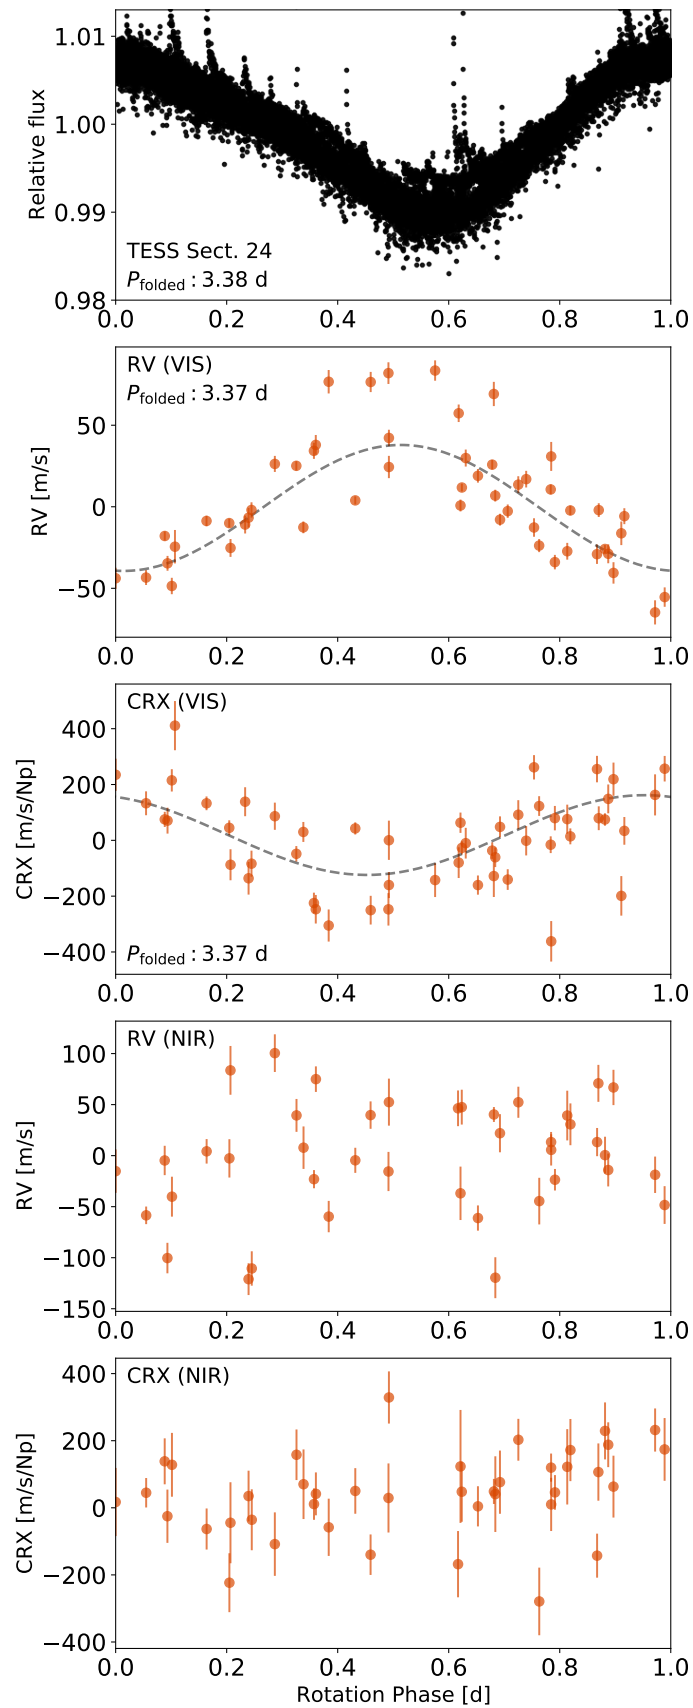 1.01
1.00
0.99
0.98
Relative flux
TESS Sect. 24
P_folded : 3.38 d
0.0 0.2 0.4 0.6 0.8 1.0
RV (VIS)
P_folded : 3.37 d
50
0
−50
RV [m/s]
0.0 0.2 0.4 0.6 0.8 1.0
CRX (VIS)
400
200
0
−200
−400
CRX [m/s/Np]
P_folded : 3.37 d
0.0 0.2 0.4 0.6 0.8 1.0
RV (NIR)
100
50
0
−50
−100
−150
RV [m/s]
0.0 0.2 0.4 0.6 0.8 1.0
CRX (NIR)
400
200
0
−200
−400
CRX [m/s/Np]
0.0 0.2 0.4 0.6 0.8 1.0
Rotation Phase [d]